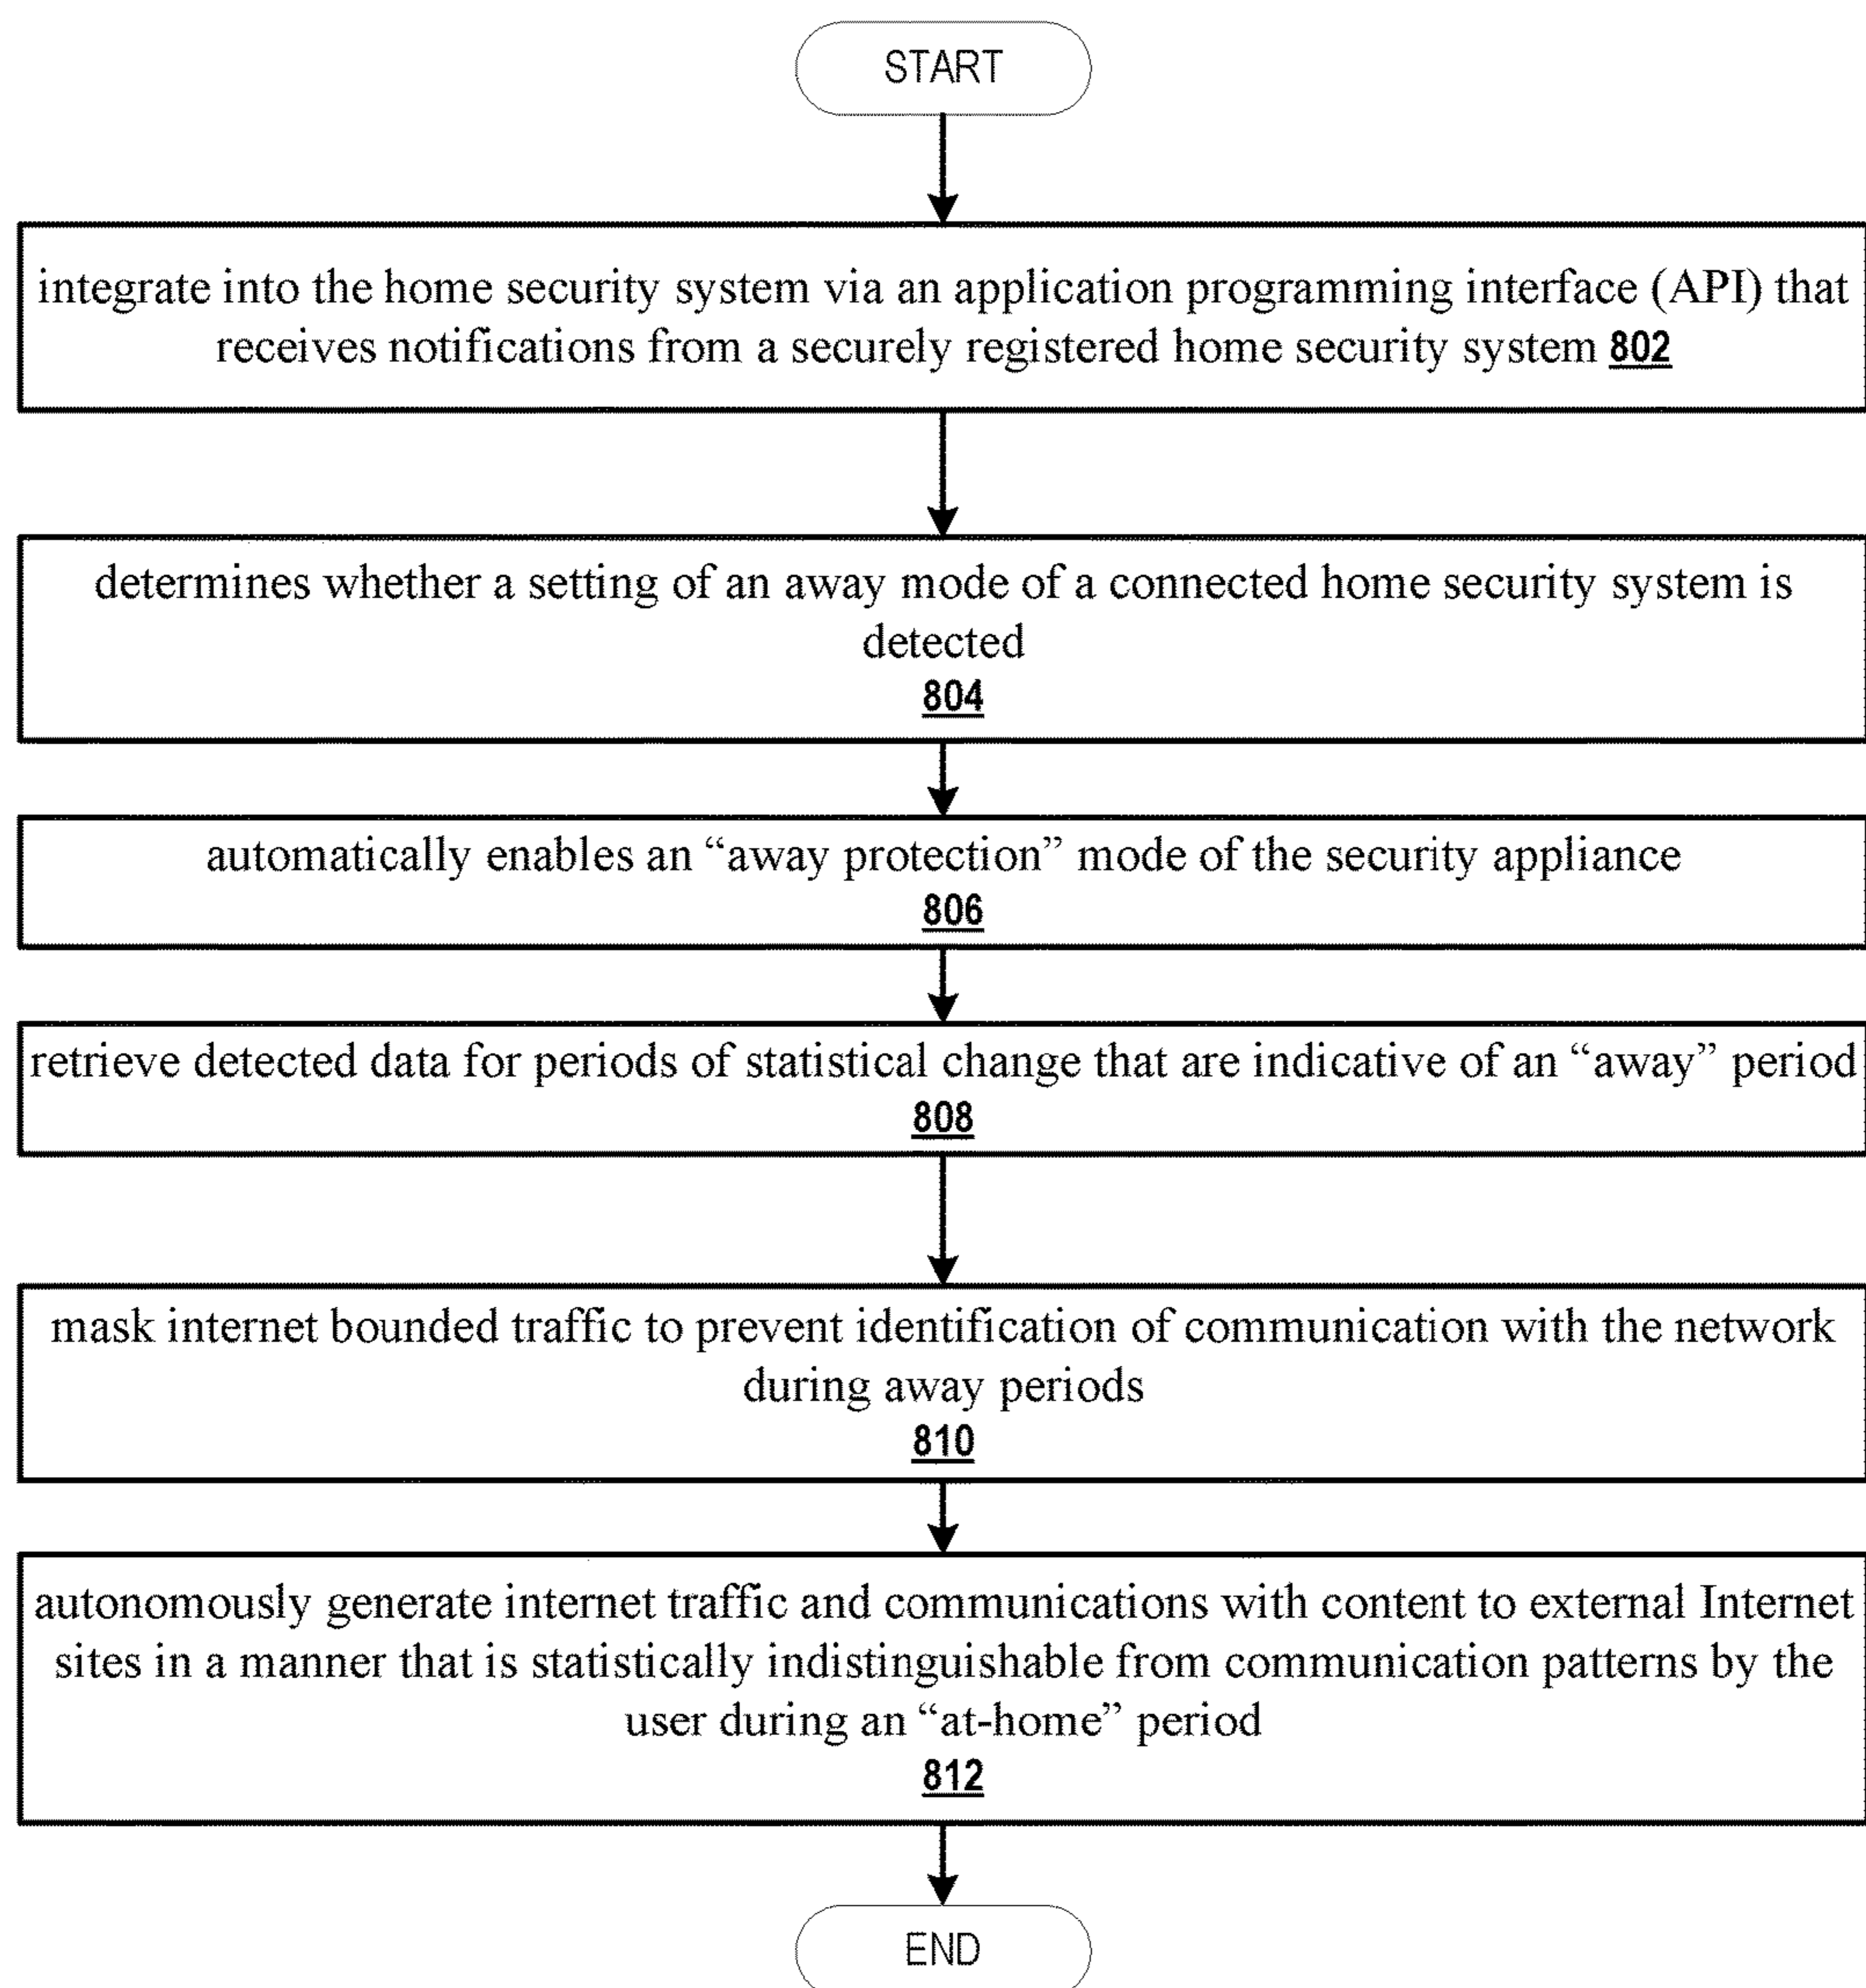 START
integrate into the home security system via an application programming interface (API) that
receives notifications from a securely registered home security system 802
determines whether a setting of an away mode of a connected home security system is
detected
804
automatically enables an “away protection” mode of the security appliance
806
retrieve detected data for periods of statistical change that are indicative of an “away” period
808
mask internet bounded traffic to prevent identification of communication with the network
during away periods
810
autonomously generate internet traffic and communications with content to external Internet
sites in a manner that is statistically indistinguishable from communication patterns by the
user during an “at-home” period
812
END